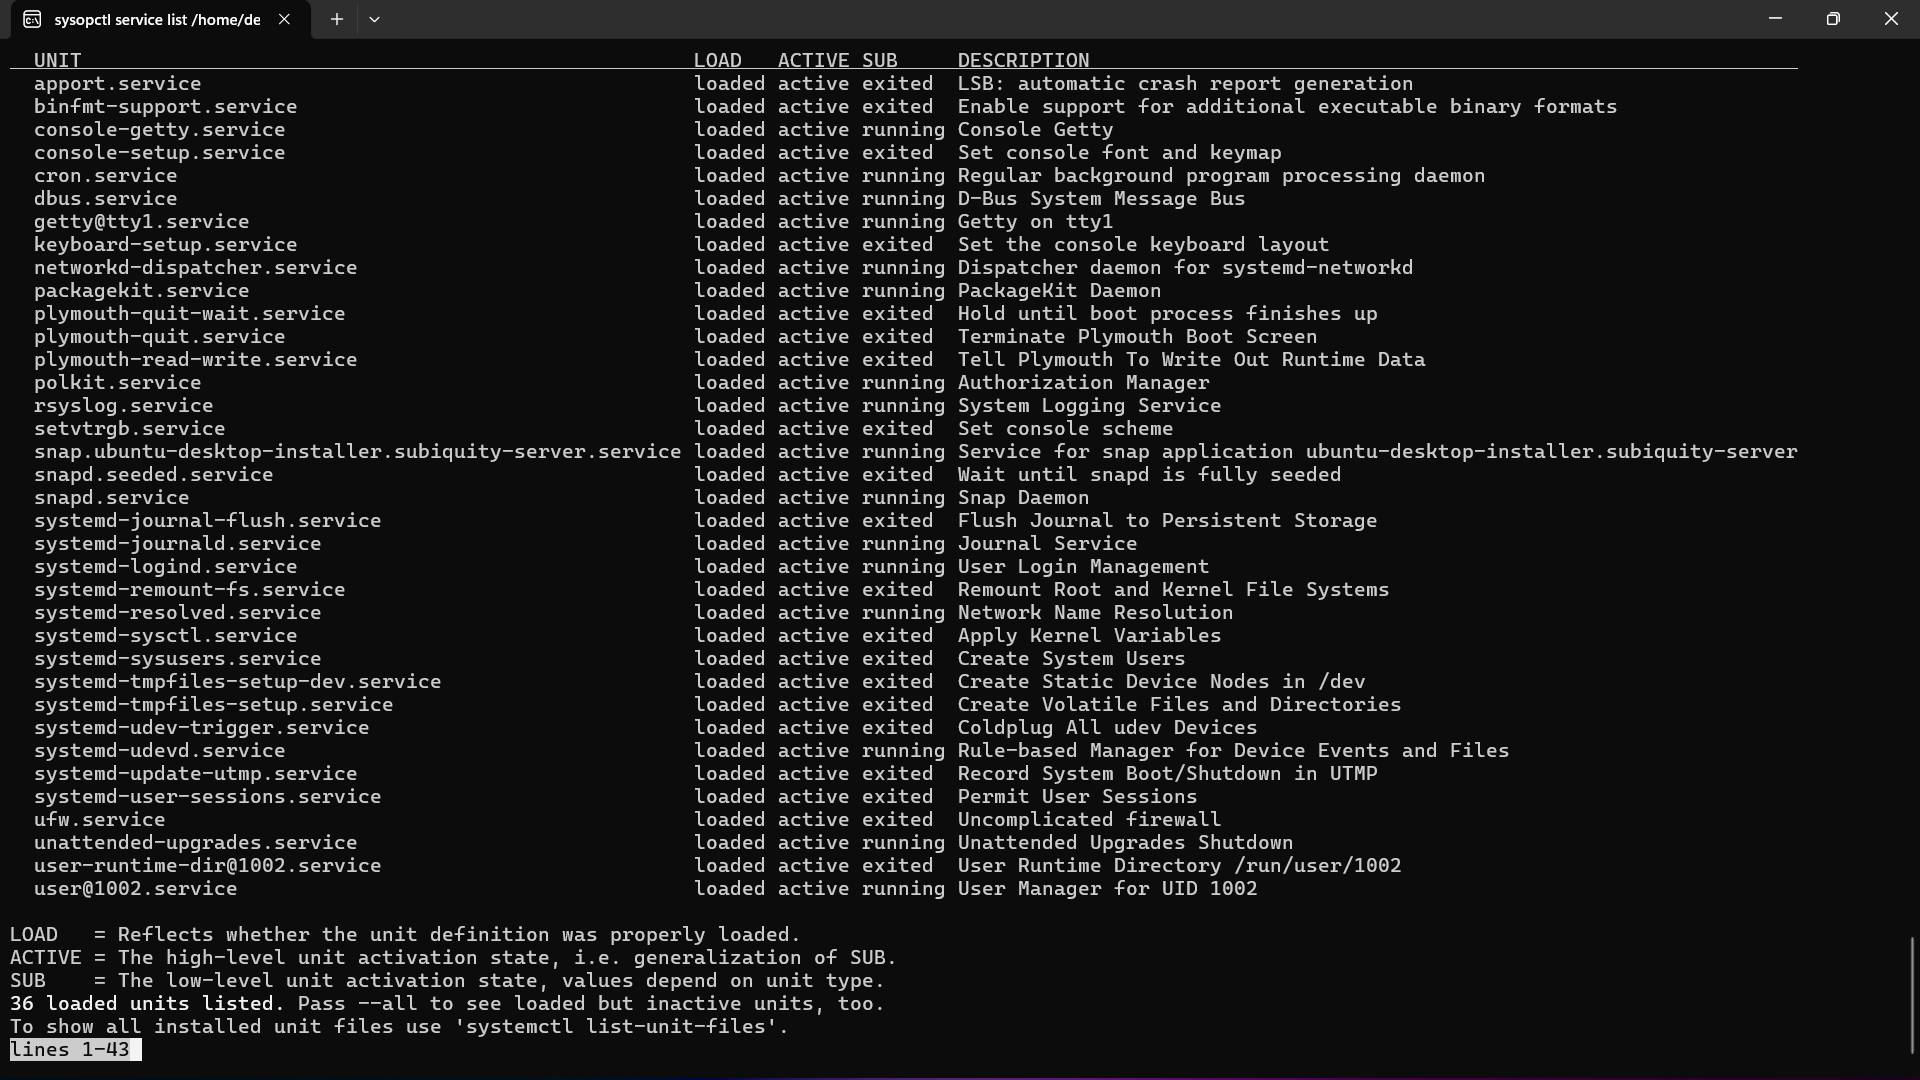 sysopctl service list /home/de
UNIT LOAD ACTIVE SUB DESCRIPTION
apport.service loaded active exited LSB: automatic crash report generation
binfmt-support.service loaded active exited Enable support for additional executable binary formats
console-getty.service loaded active running Console Getty
console-setup.service loaded active exited Set console font and keymap
cron.service loaded active running Regular background program processing daemon
dbus.service loaded active running D-Bus System Message Bus
getty@tty1.service loaded active running Getty on tty1
keyboard-setup.service loaded active exited Set the console keyboard layout
networkd-dispatcher.service loaded active running Dispatcher daemon for systemd-networkd
packagekit.service loaded active running PackageKit Daemon
plymouth-quit-wait.service loaded active exited Hold until boot process finishes up
plymouth-quit.service loaded active exited Terminate Plymouth Boot Screen
plymouth-read-write.service loaded active exited Tell Plymouth To Write Out Runtime Data
polkit.service loaded active running Authorization Manager
rsyslog.service loaded active running System Logging Service
setvtrgb.service loaded active exited Set console scheme
snap.ubuntu-desktop-installer.subiquity-server.service loaded active running Service for snap application ubuntu-desktop-installer.subiquity-server
snapd.seeded.service loaded active exited Wait until snapd is fully seeded
snapd.service loaded active running Snap Daemon
systemd-journal-flush.service loaded active exited Flush Journal to Persistent Storage
systemd-journald.service loaded active running Journal Service
systemd-logind.service loaded active running User Login Management
systemd-remount-fs.service loaded active exited Remount Root and Kernel File Systems
systemd-resolved.service loaded active running Network Name Resolution
systemd-sysctl.service loaded active exited Apply Kernel Variables
systemd-sysusers.service loaded active exited Create System Users
systemd-tmpfiles-setup-dev.service loaded active exited Create Static Device Nodes in /dev
systemd-tmpfiles-setup.service loaded active exited Create Volatile Files and Directories
systemd-udev-trigger.service loaded active exited Coldplug All udev Devices
systemd-udevd.service loaded active running Rule-based Manager for Device Events and Files
systemd-update-utmp.service loaded active exited Record System Boot/Shutdown in UTMP
systemd-user-sessions.service loaded active exited Permit User Sessions
ufw.service loaded active exited Uncomplicated firewall
unattended-upgrades.service loaded active running Unattended Upgrades Shutdown
user-runtime-dir@1002.service loaded active exited User Runtime Directory /run/user/1002
user@1002.service loaded active running User Manager for UID 1002
LOAD = Reflects whether the unit definition was properly loaded.
ACTIVE = The high-level unit activation state, i.e. generalization of SUB.
SUB = The low-level unit activation state, values depend on unit type.
36 loaded units listed. Pass --all to see loaded but inactive units, too.
To show all installed unit files use 'systemctl list-unit-files'.
lines 1-43